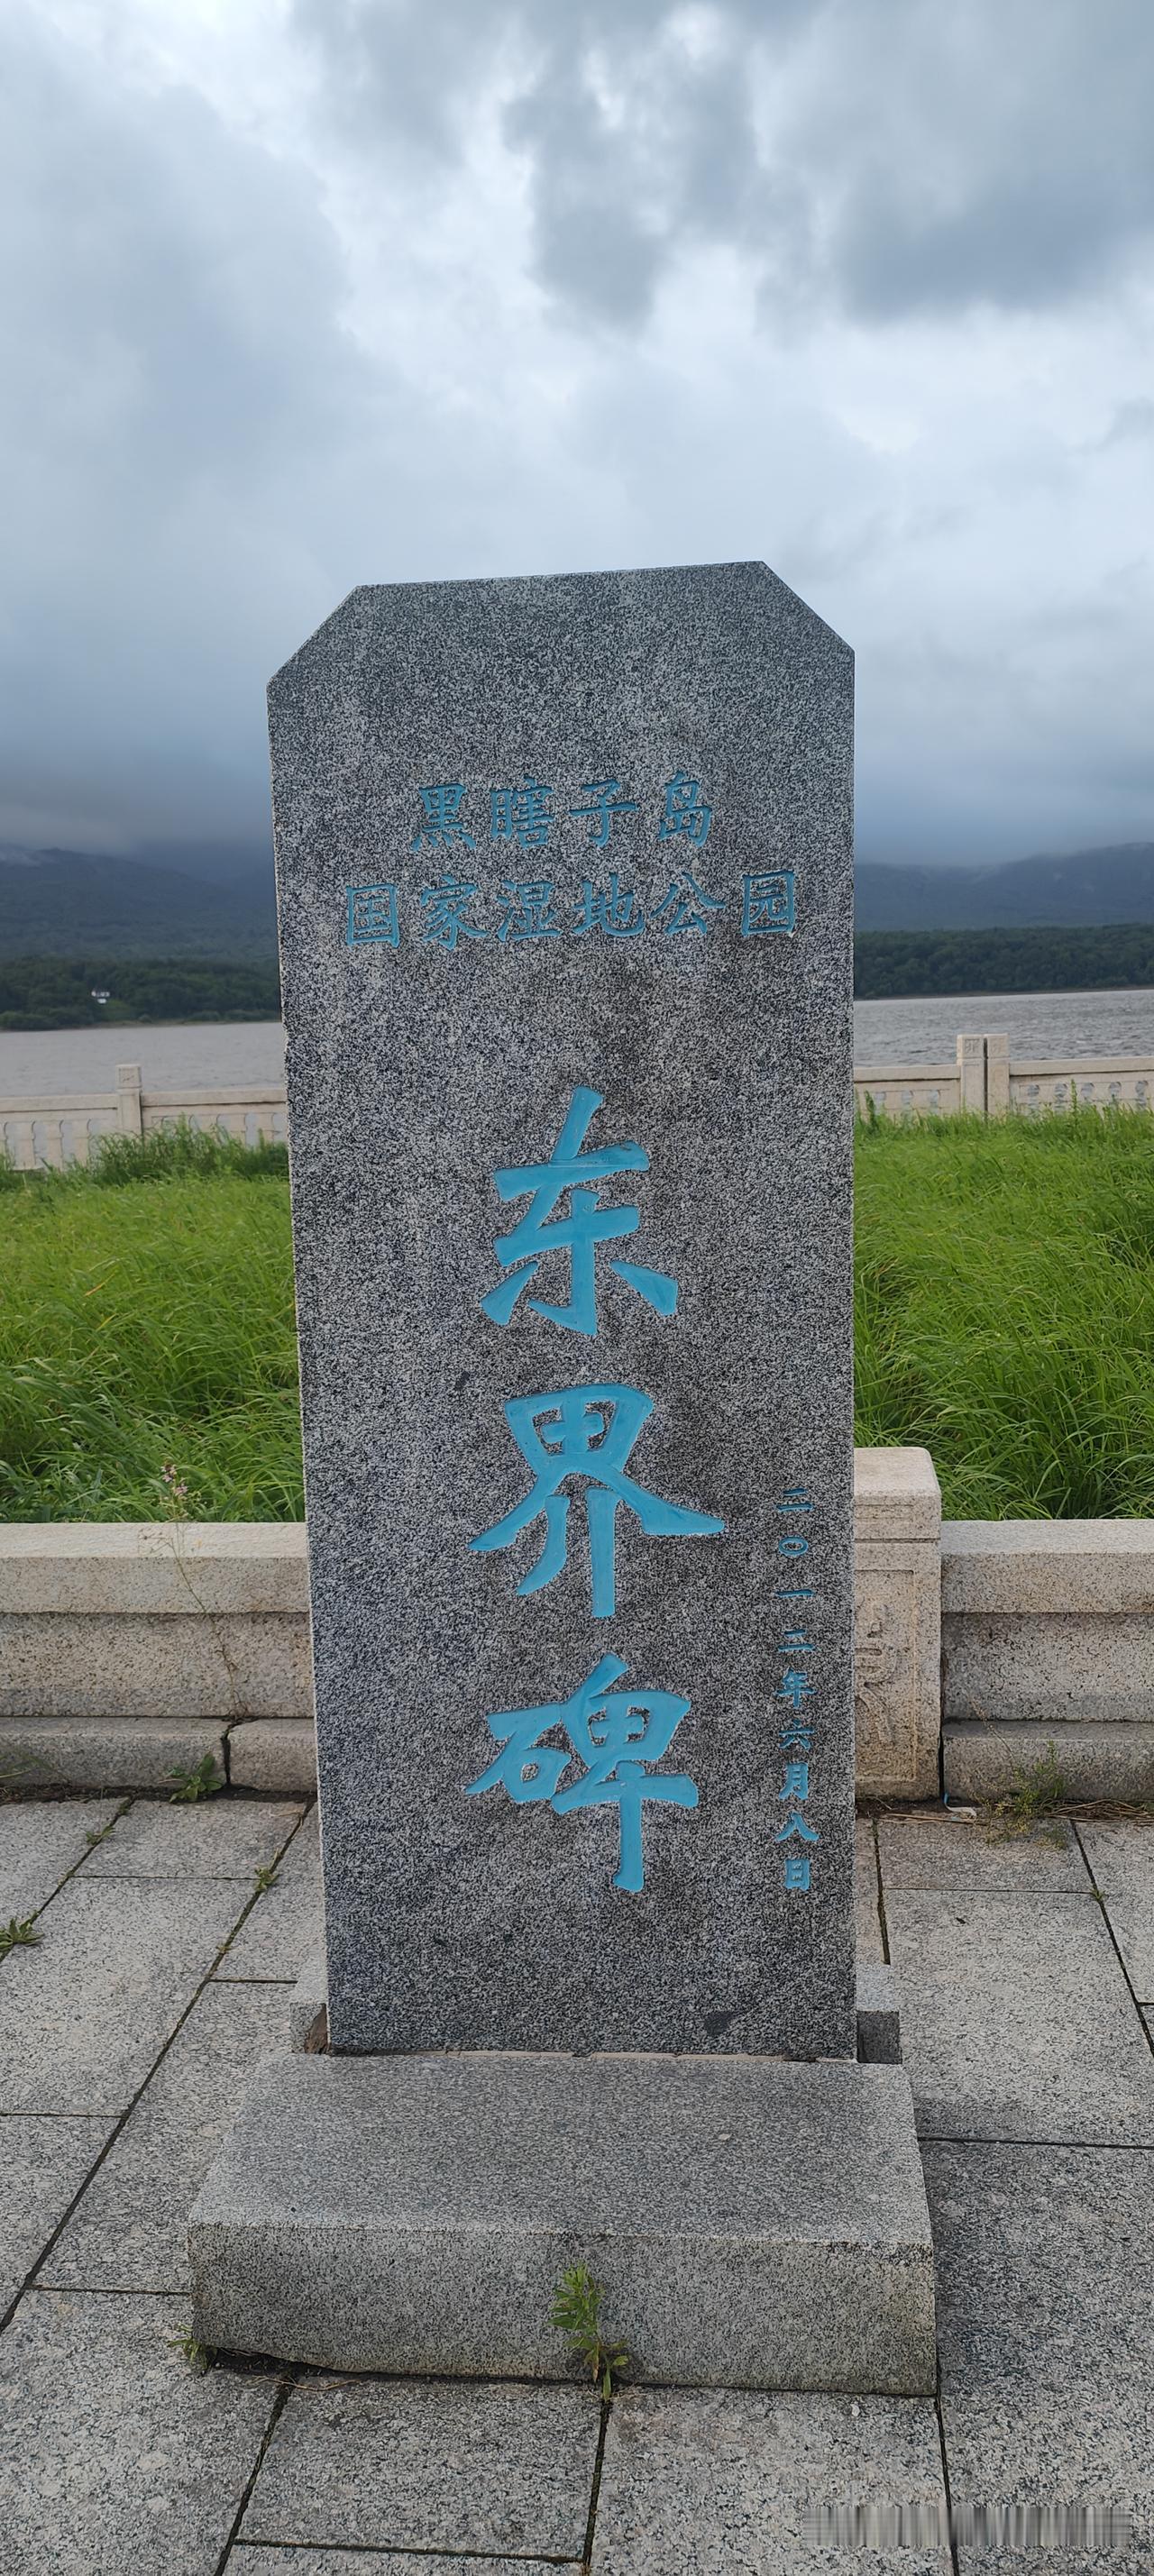 黑瞎子岛
国家湿地公园
东界碑
二〇一二年六月八日